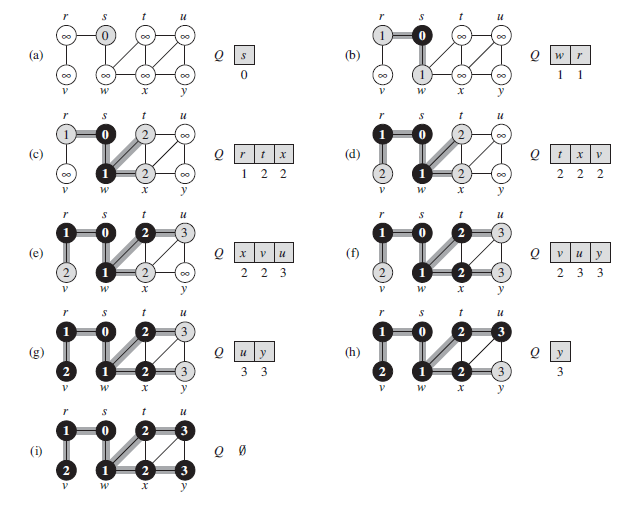 r s t u
∞ 0 ∞ ∞
(a) Q s
∞ ∞ ∞ ∞ 0
v w x y
r s t u
1 0 ∞ ∞
(b) Q w r
∞ 1 ∞ ∞ 1 1
v w x y
r s t u
1 0 2 ∞
(c) Q r t x
∞ 1 2 ∞ 1 2 2
v w x y
r s t u
1 0 2 ∞
(d) Q t x v
2 1 2 ∞ 2 2 2
v w x y
r s t u
1 0 2 3
(e) Q x v u
2 1 2 ∞ 2 2 3
v w x y
r s t u
1 0 2 3
(f) Q v u y
2 1 2 3 2 3 3
v w x y
r s t u
1 0 2 3
(g) Q u y
2 1 2 3 3 3
v w x y
r s t u
1 0 2 3
(h) Q y
2 1 2 3 3
v w x y
r s t u
1 0 2 3
(i) Q Ø
2 1 2 3
v w x y